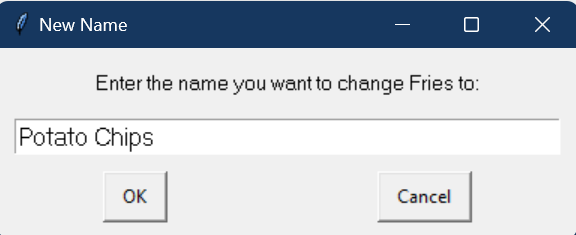 New Name
Enter the name you want to change Fries to:
Potato Chips
OK Cancel